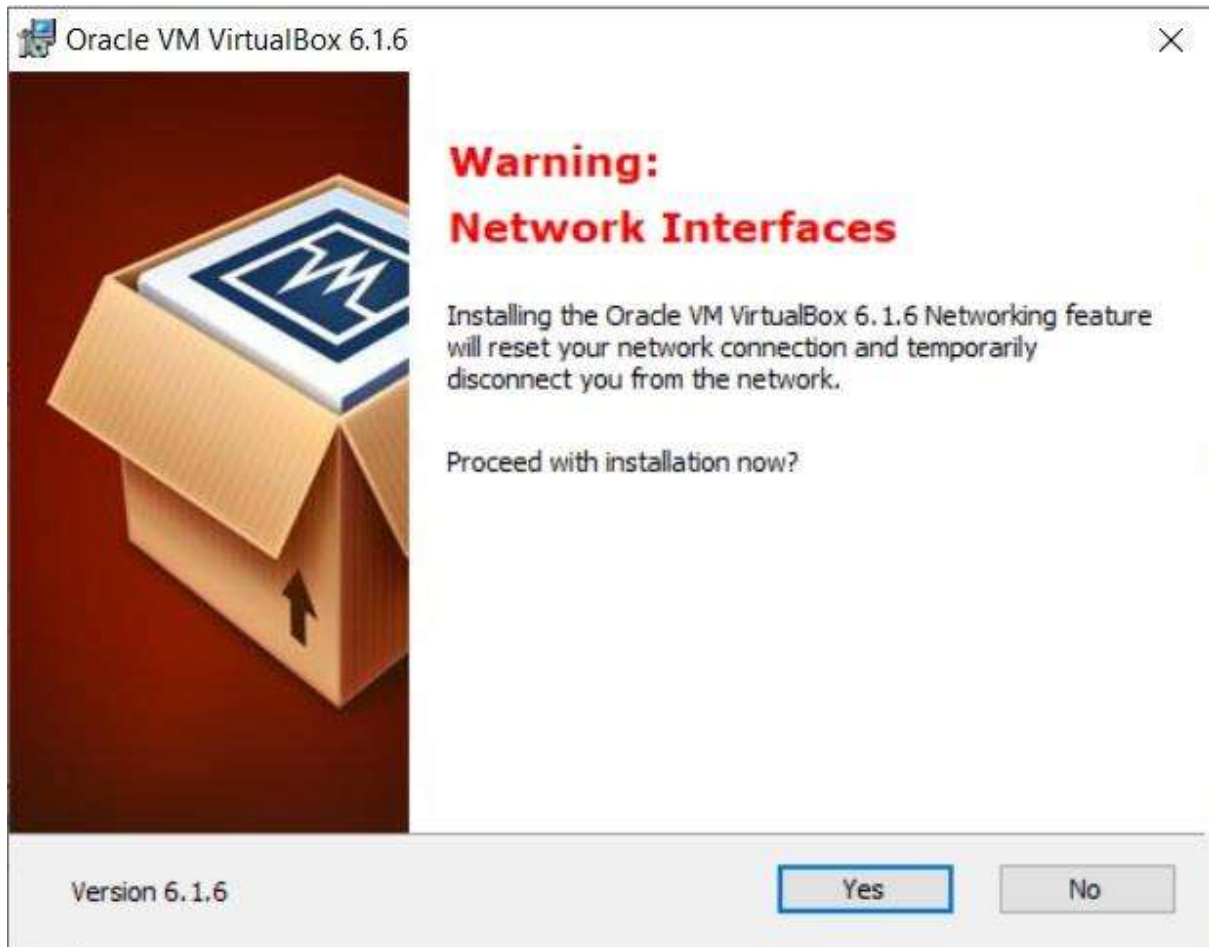 Oracle VM VirtualBox 6.1.6
Warning:
Network Interfaces
Installing the Oracle VM VirtualBox 6.1.6 Networking feature
will reset your network connection and temporarily
disconnect you from the network.
Proceed with installation now?
Version 6.1.6
Yes
No